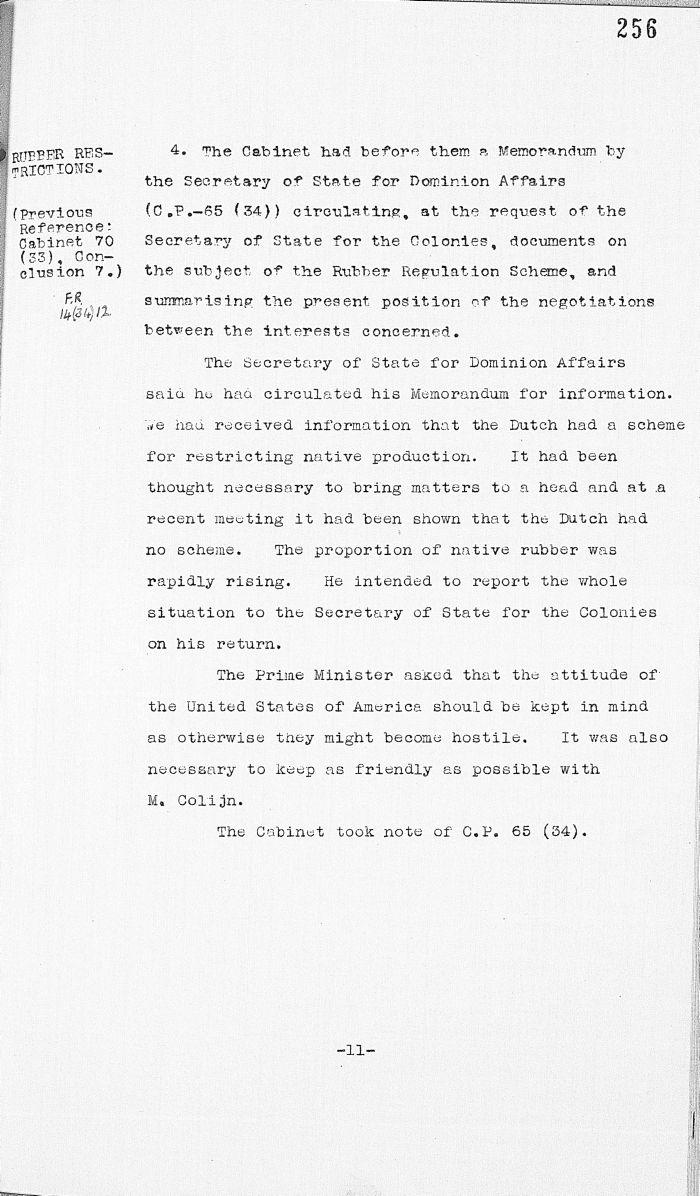 256
RUBBER RES-
TRICTIONS.
(Previous
Reference:
Cabinet 70
(33), Con-
clusion 7.)
F.R.
14(34)12.
4. The Cabinet had before them a Memorandum by
the Secretary of State for Dominion Affairs
(C.P.-65 (34)) circulating, at the request of the
Secretary of State for the Colonies, documents on
the subject of the Rubber Regulation Scheme, and
summarising the present position of the negotiations
between the interests concerned.
The Secretary of State for Dominion Affairs
said he had circulated his Memorandum for information.
We had received information that the Dutch had a scheme
for restricting native production. It had been
thought necessary to bring matters to a head and at a
recent meeting it had been shown that the Dutch had
no scheme. The proportion of native rubber was
rapidly rising. He intended to report the whole
situation to the Secretary of State for the Colonies
on his return.
The Prime Minister asked that the attitude of
the United States of America should be kept in mind
as otherwise they might become hostile. It was also
necessary to keep as friendly as possible with
M. Colijn.
The Cabinet took note of C.P. 65 (34).
-11-